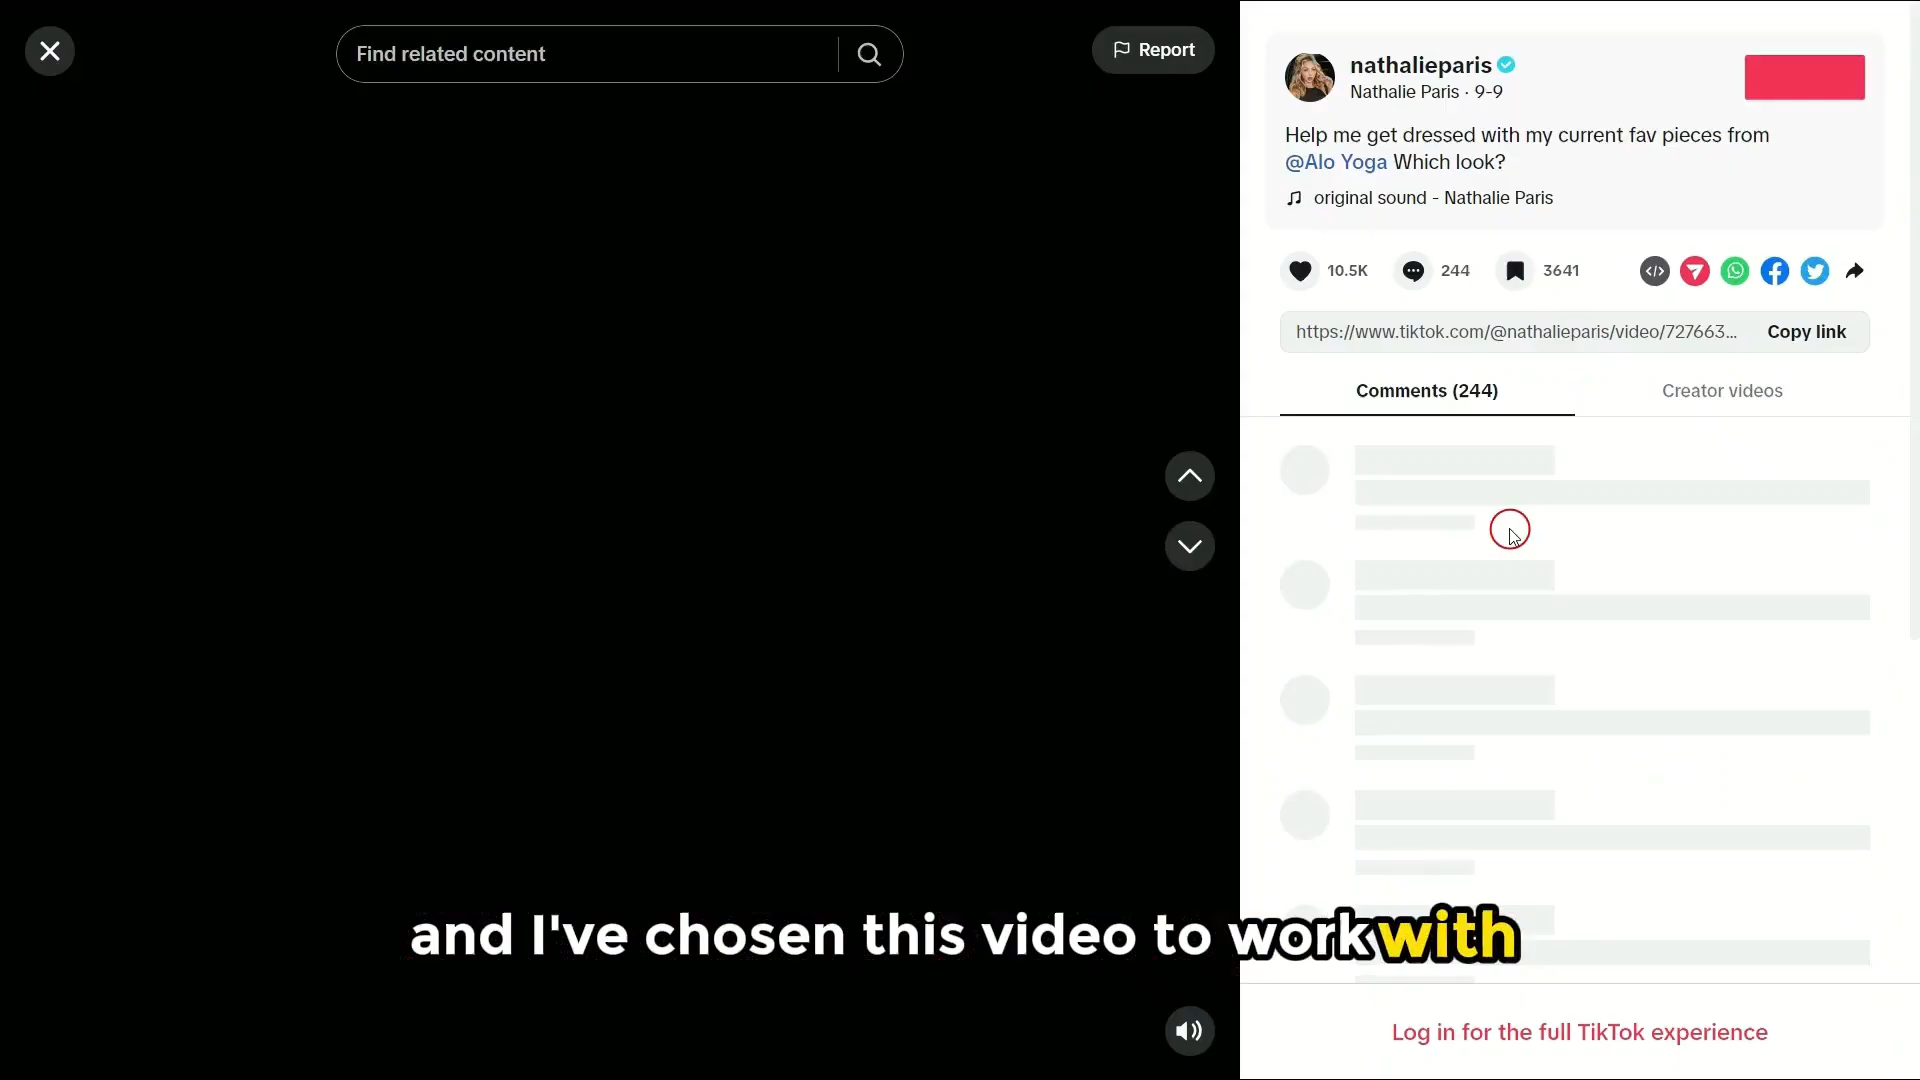 Find related content
Report
nathalieparis
Nathalie Paris · 9-9
Help me get dressed with my current fav pieces from
@Alo Yoga Which look?
original sound - Nathalie Paris
10.5K
244
3641
https://www.tiktok.com/@nathalieparis/video/727663...
Copy link
Comments (244)
Creator videos
and I've chosen this video to work with
Log in for the full TikTok experience